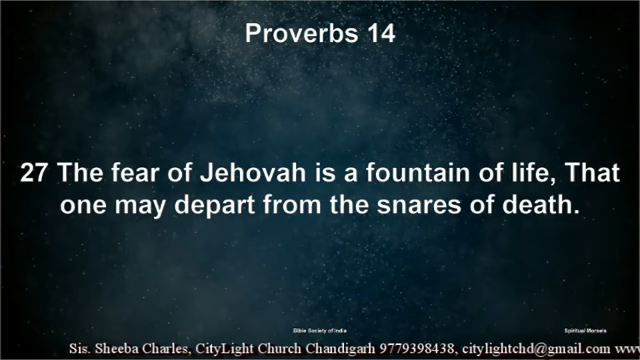 Proverbs 14
27 The fear of Jehovah is a fountain of life, That
one may depart from the snares of death.
Bible Society of India
Spiritual Morsels
Sis. Sheeba Charles, CityLight Church Chandigarh 9779398438, citylightchd@gmail.com www